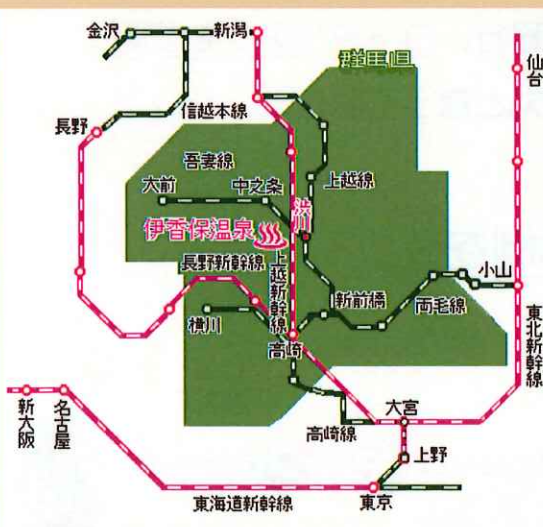 金沢
新潟
群馬県
仙台
信越本線
長野
吾妻線
大前
中之条
上越線
渋川
伊香保温泉
長野新幹線
上越新幹線
新前橋
両毛線
小山
横川
高崎
東北新幹線
新大阪
名古屋
高崎線
大宮
上野
東海道新幹線
東京